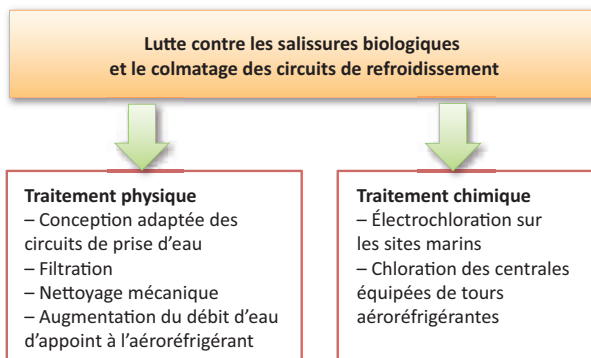 Lutte contre les salissures biologiques
et le colmatage des circuits de refroidissement
Traitement physique
– Conception adaptée des
circuits de prise d'eau
– Filtration
– Nettoyage mécanique
– Augmentation du débit d'eau
d'appoint à l'aéroréfrigérant
Traitement chimique
– Électrochloration sur
les sites marins
– Chloration des centrales
équipées de tours
aéroréfrigérantes